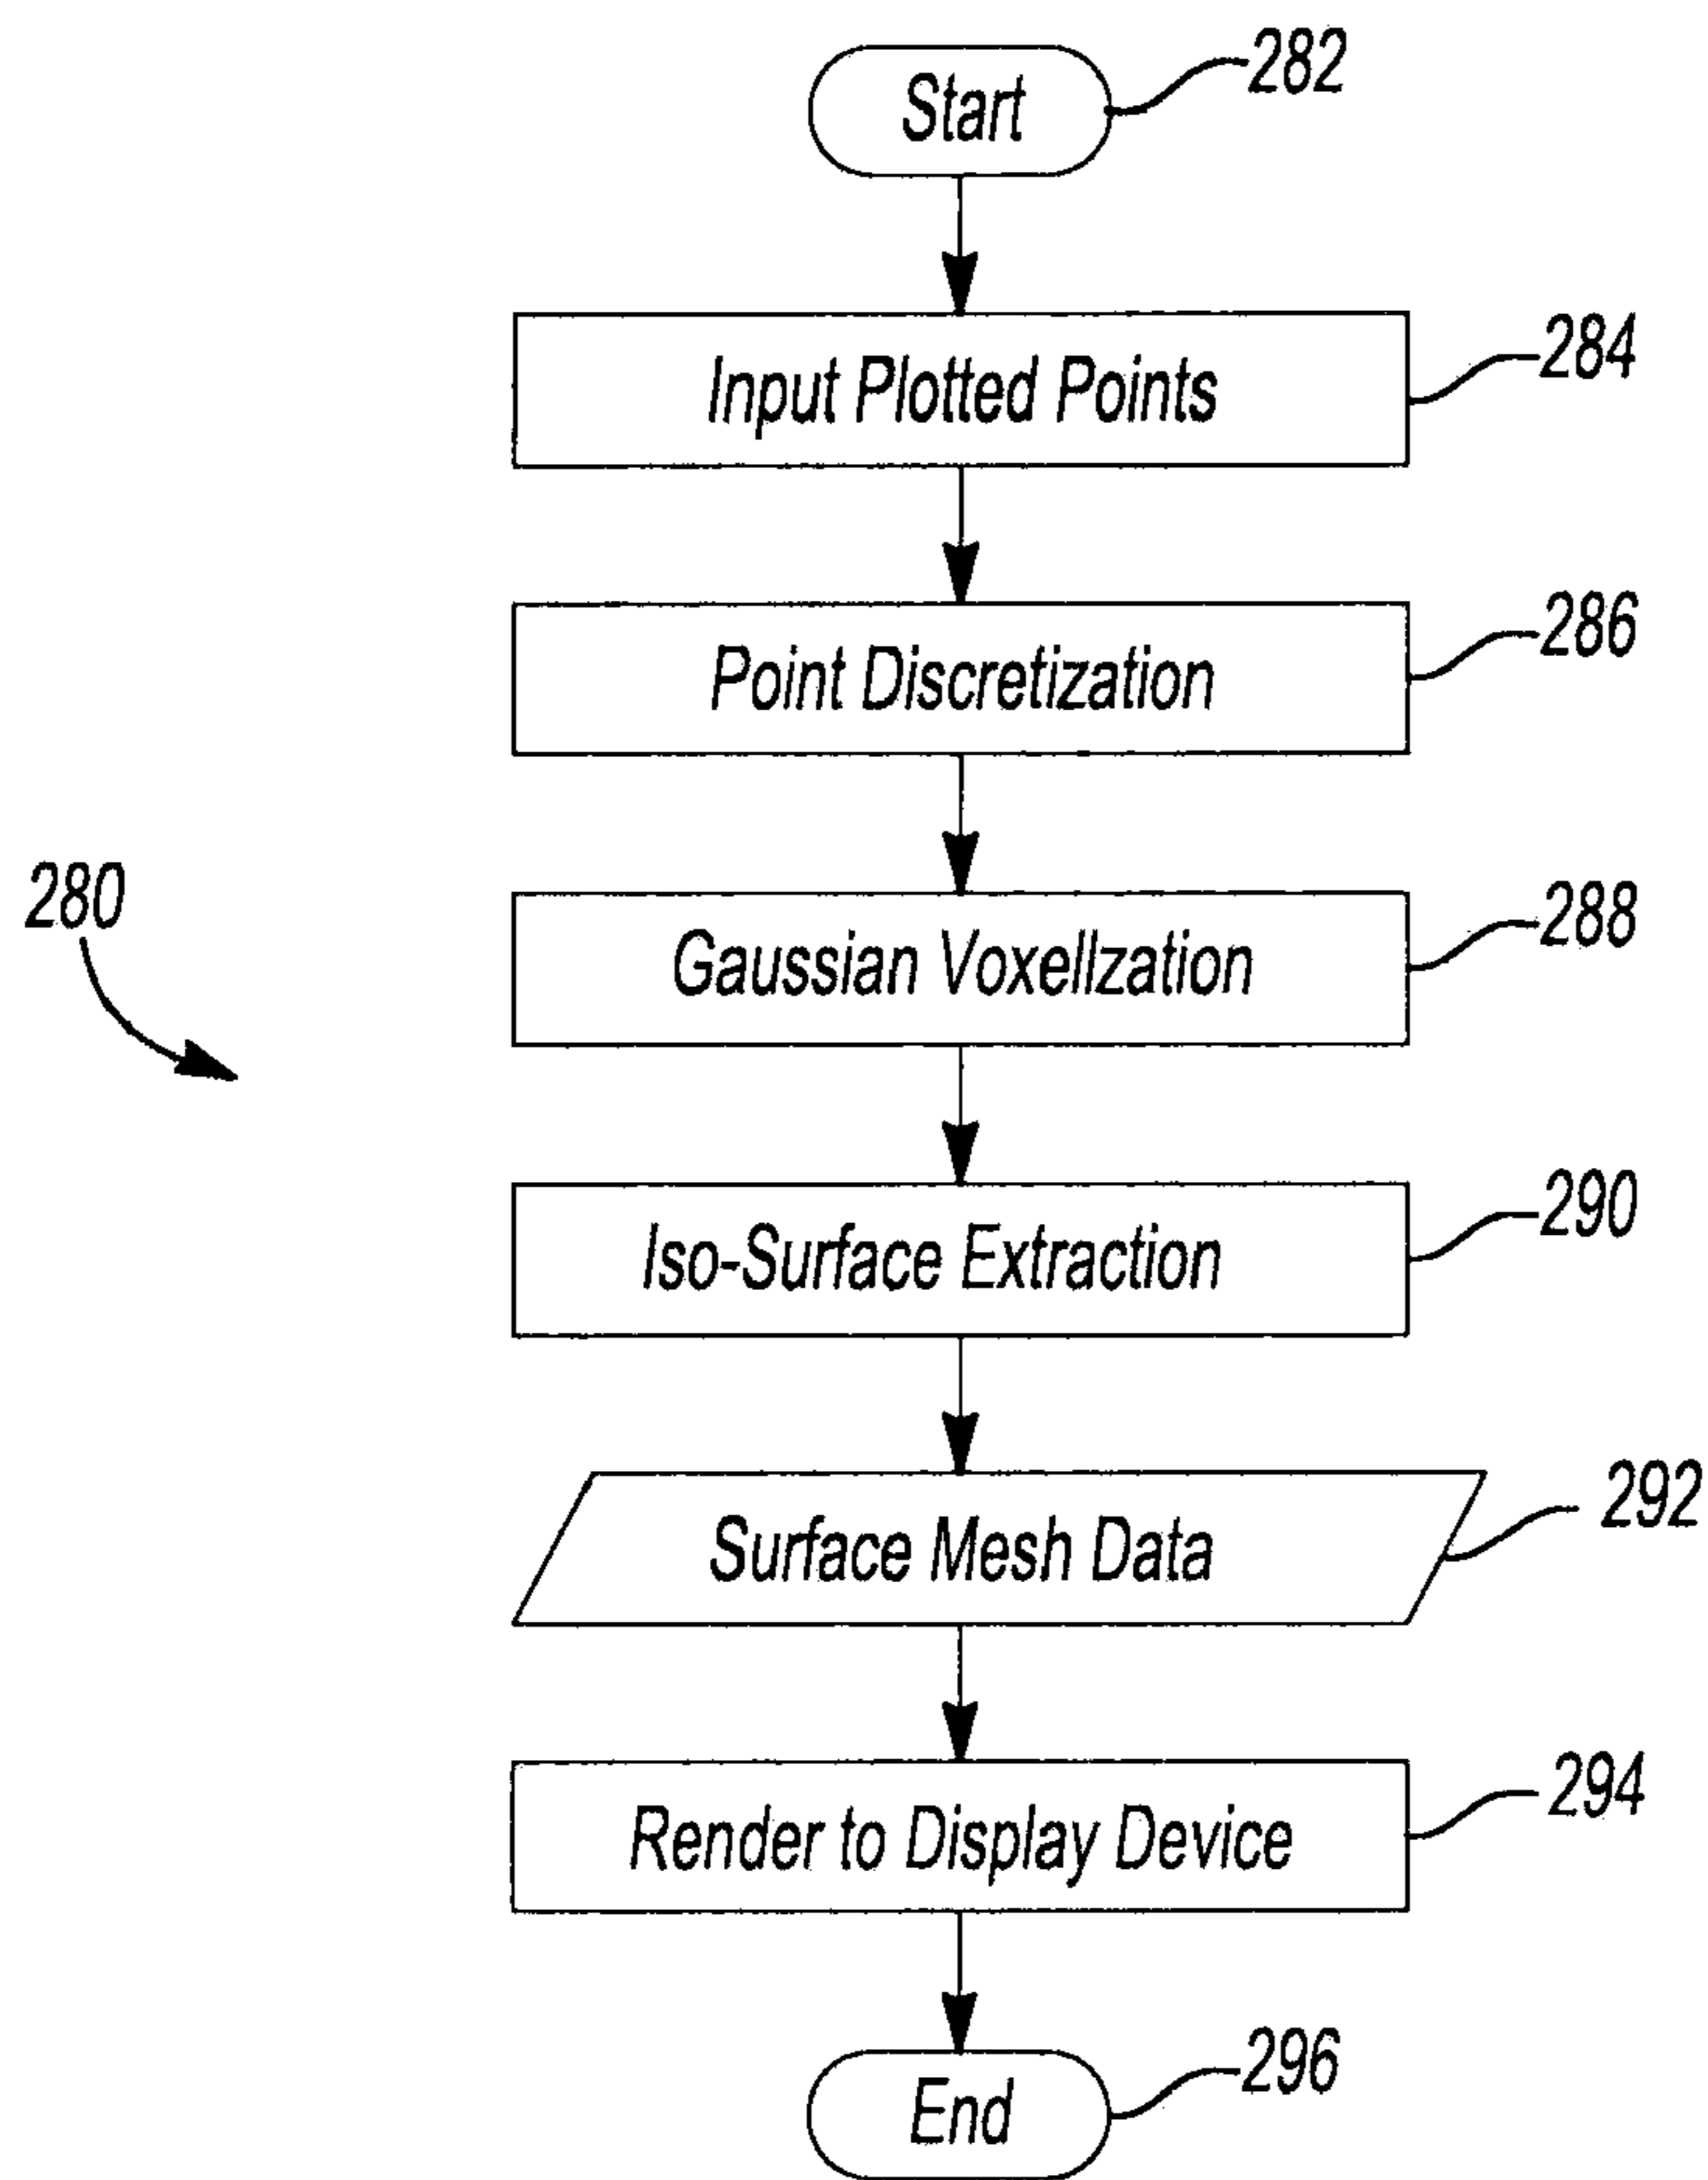 Start
282
Input Plotted Points
284
Point Discretization
286
280
Gaussian Voxelization
288
Iso-Surface Extraction
290
Surface Mesh Data
292
Render to Display Device
294
End
296